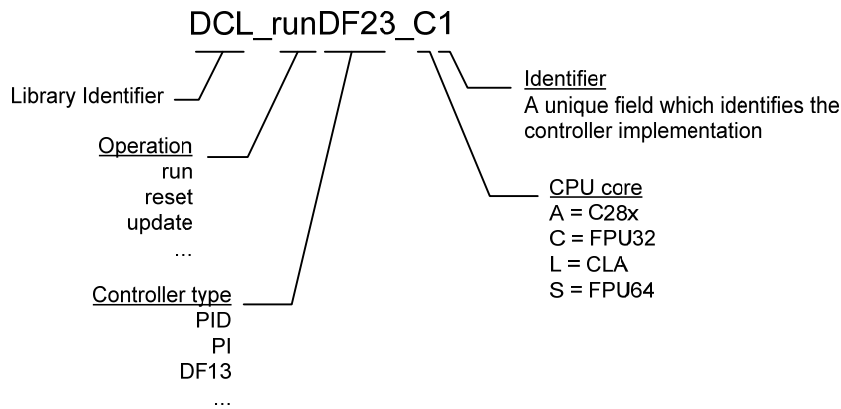 DCL_runDF23_C1
Library Identifier
Operation
run
reset
update
...
Controller type
PID
PI
DF13
...
Identifier
A unique field which identifies the
controller implementation
CPU core
A = C28x
C = FPU32
L = CLA
S = FPU64